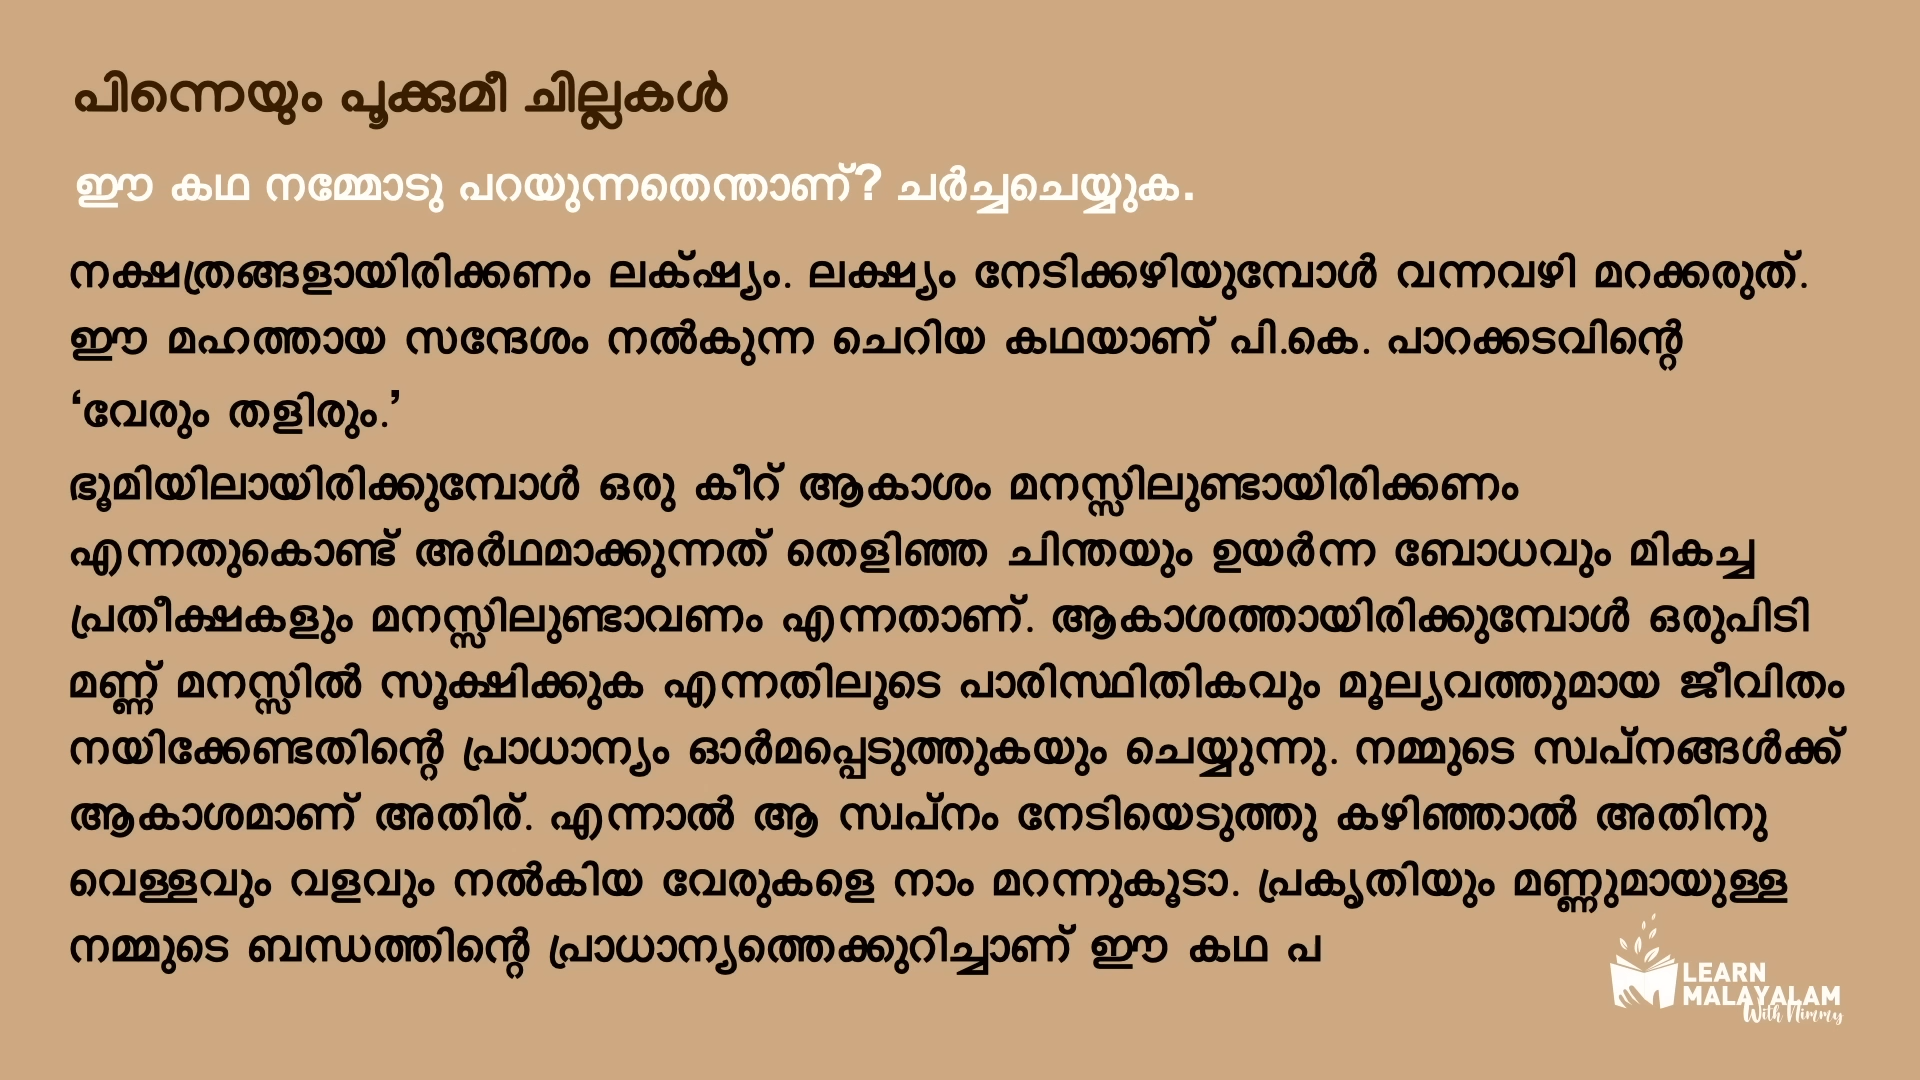 പിന്നെയും പൂക്കുമീ ചില്ലകൾ
ഈ കഥ നമ്മോടു പറയുന്നതെന്താണ്? ചർച്ചചെയ്യുക.
നക്ഷത്രങ്ങളായിരിക്കണം ലക്‌ഷ്യം. ലക്ഷ്യം നേടിക്കഴിയുമ്പോൾ വന്നവഴി മറക്കരുത്.
ഈ മഹത്തായ സന്ദേശം നൽകുന്ന ചെറിയ കഥയാണ് പി.കെ. പാറക്കടവിന്റെ
‘വേരും തളിരും.’
ഭൂമിയിലായിരിക്കുമ്പോൾ ഒരു കീറ് ആകാശം മനസ്സിലുണ്ടായിരിക്കണം
എന്നതുകൊണ്ട് അർഥമാക്കുന്നത് തെളിഞ്ഞ ചിന്തയും ഉയർന്ന ബോധവും മികച്ച
പ്രതീക്ഷകളും മനസ്സിലുണ്ടാവണം എന്നതാണ്. ആകാശത്തായിരിക്കുമ്പോൾ ഒരുപിടി
മണ്ണ് മനസ്സിൽ സൂക്ഷിക്കുക എന്നതിലൂടെ പാരിസ്ഥിതികവും മൂല്യവത്തുമായ ജീവിതം
നയിക്കേണ്ടതിന്റെ പ്രാധാന്യം ഓർമപ്പെടുത്തുകയും ചെയ്യുന്നു. നമ്മുടെ സ്വപ്നങ്ങൾക്ക്
ആകാശമാണ് അതിര്. എന്നാൽ ആ സ്വപ്നം നേടിയെടുത്തു കഴിഞ്ഞാൽ അതിനു
വെള്ളവും വളവും നൽകിയ വേരുകളെ നാം മറന്നുകൂടാ. പ്രകൃതിയും മണ്ണുമായുള്ള
നമ്മുടെ ബന്ധത്തിന്റെ പ്രാധാന്യത്തെക്കുറിച്ചാണ് ഈ കഥ പ
LEARN
MALAYALAM
With Nimmy